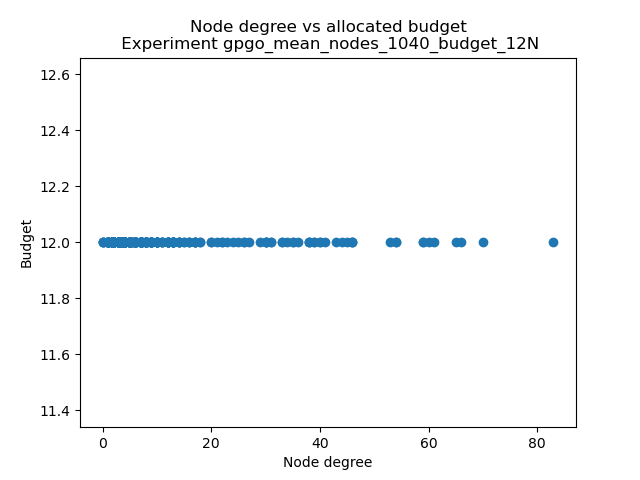 Node degree vs allocated budget
Experiment gpgo_mean_nodes_1040_budget_12N
12.6
12.4
12.2
12.0
11.8
11.6
11.4
Budget
0 20 40 60 80
Node degree